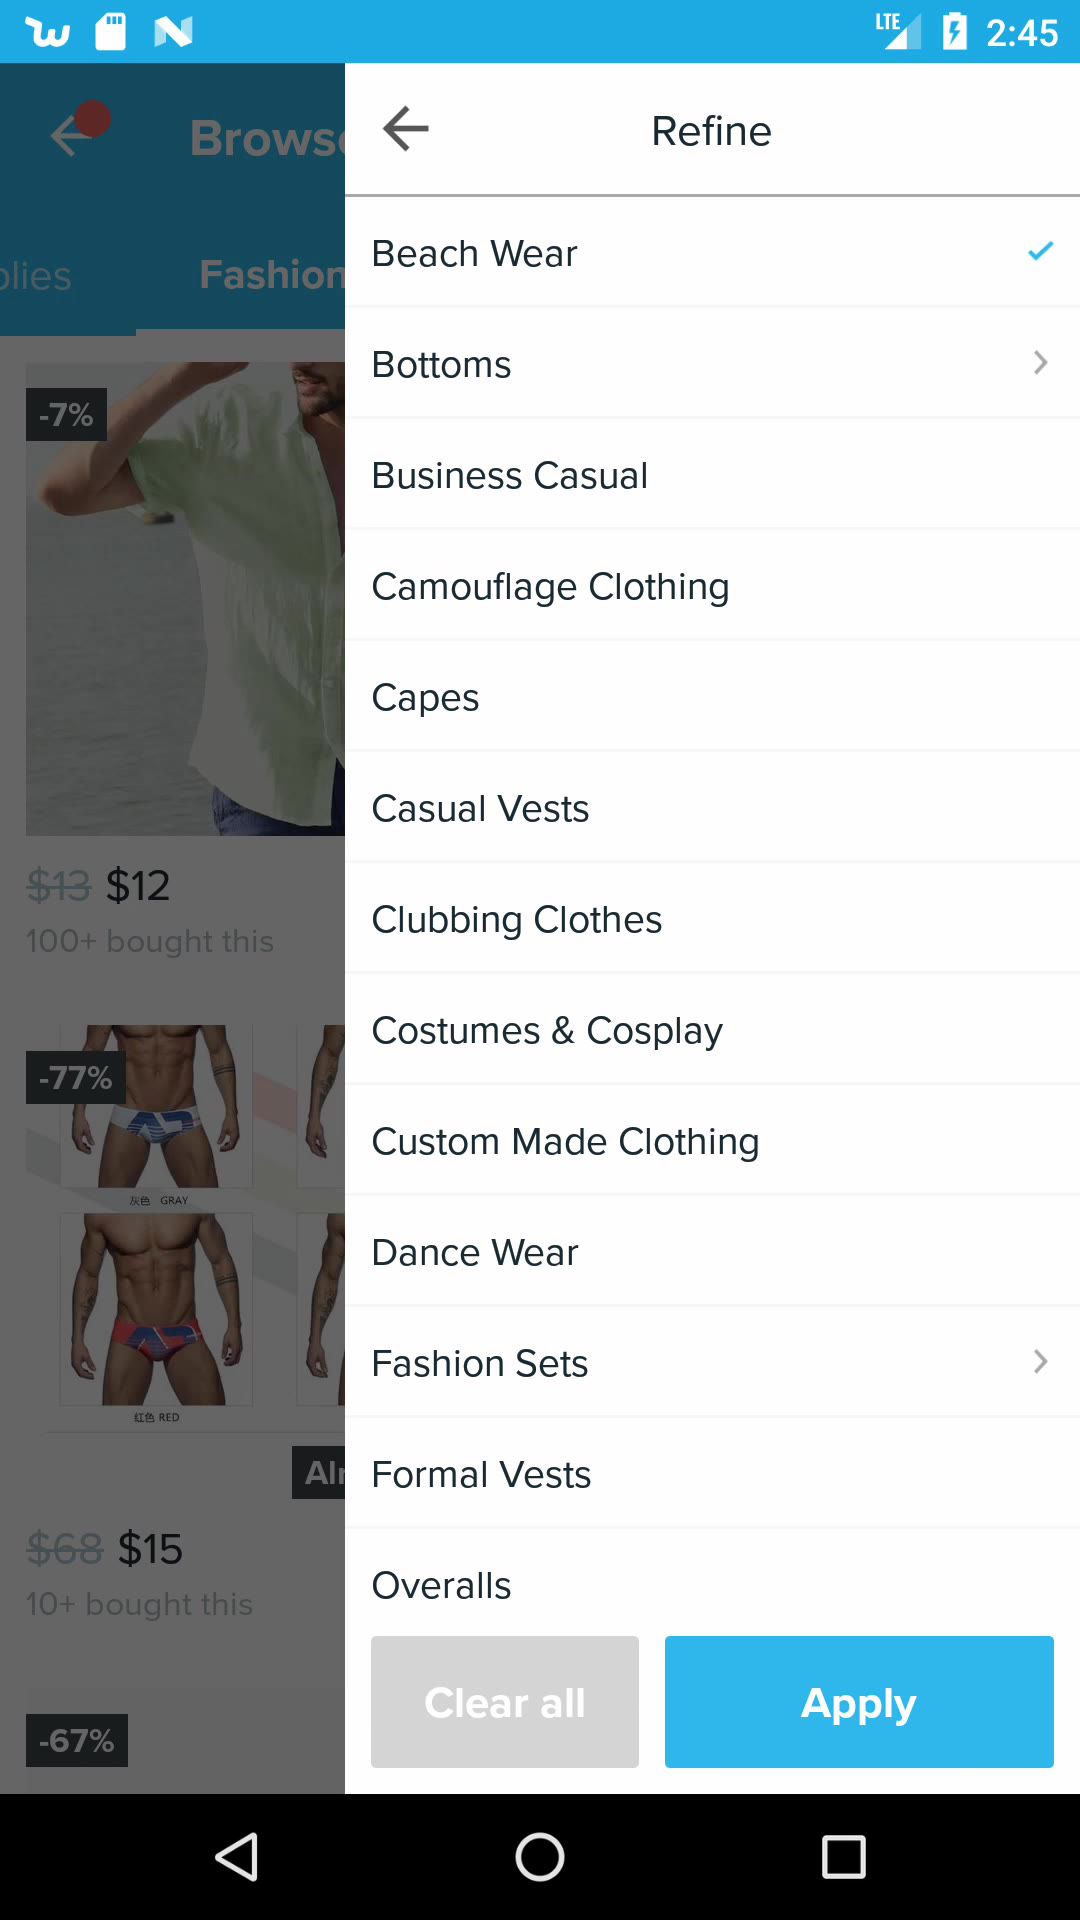 LTE 2:45
Browse
Refine
plies
Fashion
Beach Wear
-7%
Bottoms
Business Casual
Camouflage Clothing
Capes
Casual Vests
$13 $12
100+ bought this
Clubbing Clothes
Costumes & Cosplay
-77%
Custom Made Clothing
灰色 GRAY
Dance Wear
Fashion Sets
红色 RED
Formal Vests
$68 $15
10+ bought this
Overalls
Clear all
Apply
-67%